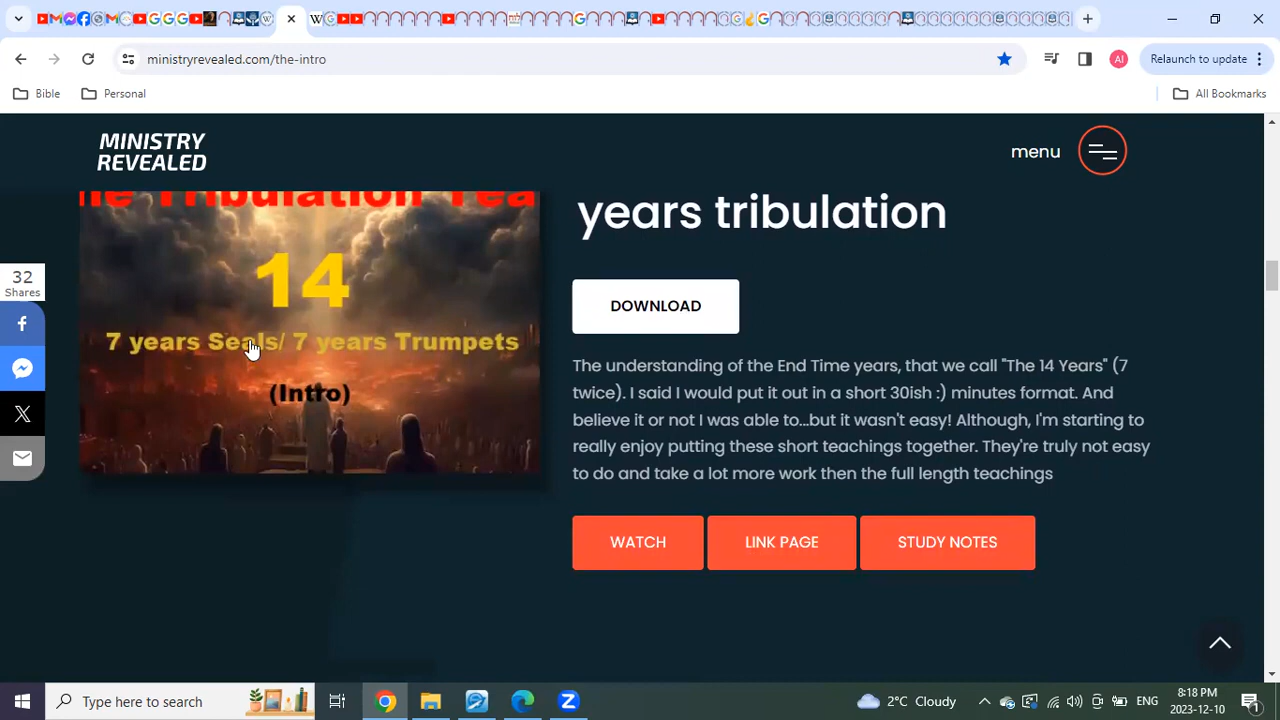 ministryrevealed.com/the-intro
AI
Relaunch to update
Bible
Personal
All Bookmarks
MINISTRY
REVEALED
menu
years tribulation
14
7 years Seals/ 7 years Trumpets
(Intro)
32
Shares
DOWNLOAD
The understanding of the End Time years, that we call "The 14 Years" (7
twice). I said I would put it out in a short 30ish :) minutes format. And
believe it or not I was able to...but it wasn't easy! Although, I'm starting to
really enjoy putting these short teachings together. They're truly not easy
to do and take a lot more work then the full length teachings
WATCH
LINK PAGE
STUDY NOTES
Type here to search
2°C Cloudy
ENG
8:18 PM
2023-12-10